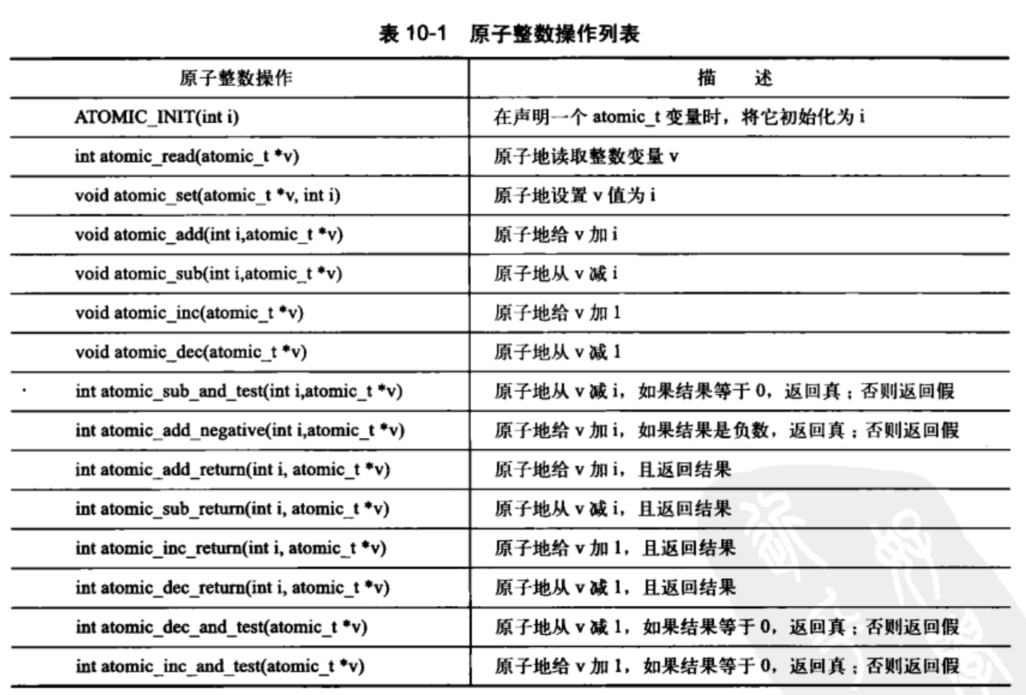 表 10-1 原子整数操作列表
原子整数操作 描 述
ATOMIC_INIT(int i) 在声明一个 atomic_t 变量时，将它初始化为 i
int atomic_read(atomic_t *v) 原子地读取整数变量 v
void atomic_set(atomic_t *v, int i) 原子地设置 v 值为 i
void atomic_add(int i,atomic_t *v) 原子地给 v 加 i
void atomic_sub(int i,atomic_t *v) 原子地从 v 减 i
void atomic_inc(atomic_t *v) 原子地给 v 加 1
void atomic_dec(atomic_t *v) 原子地从 v 减 1
int atomic_sub_and_test(int i,atomic_t *v) 原子地从 v 减 i，如果结果等于 0，返回真；否则返回假
int atomic_add_negative(int i,atomic_t *v) 原子地给 v 加 i，如果结果是负数，返回真；否则返回假
int atomic_add_return(int i, atomic_t *v) 原子地给 v 加 i，且返回结果
int atomic_sub_return(int i, atomic_t *v) 原子地从 v 减 i，且返回结果
int atomic_inc_return(int i, atomic_t *v) 原子地给 v 加 1，且返回结果
int atomic_dec_return(int i, atomic_t *v) 原子地从 v 减 1，且返回结果
int atomic_dec_and_test(atomic_t *v) 原子地从 v 减 1，如果结果等于 0，返回真；否则返回假
int atomic_inc_and_test(atomic_t *v) 原子地给 v 加 1，如果结果等于 0，返回真；否则返回假